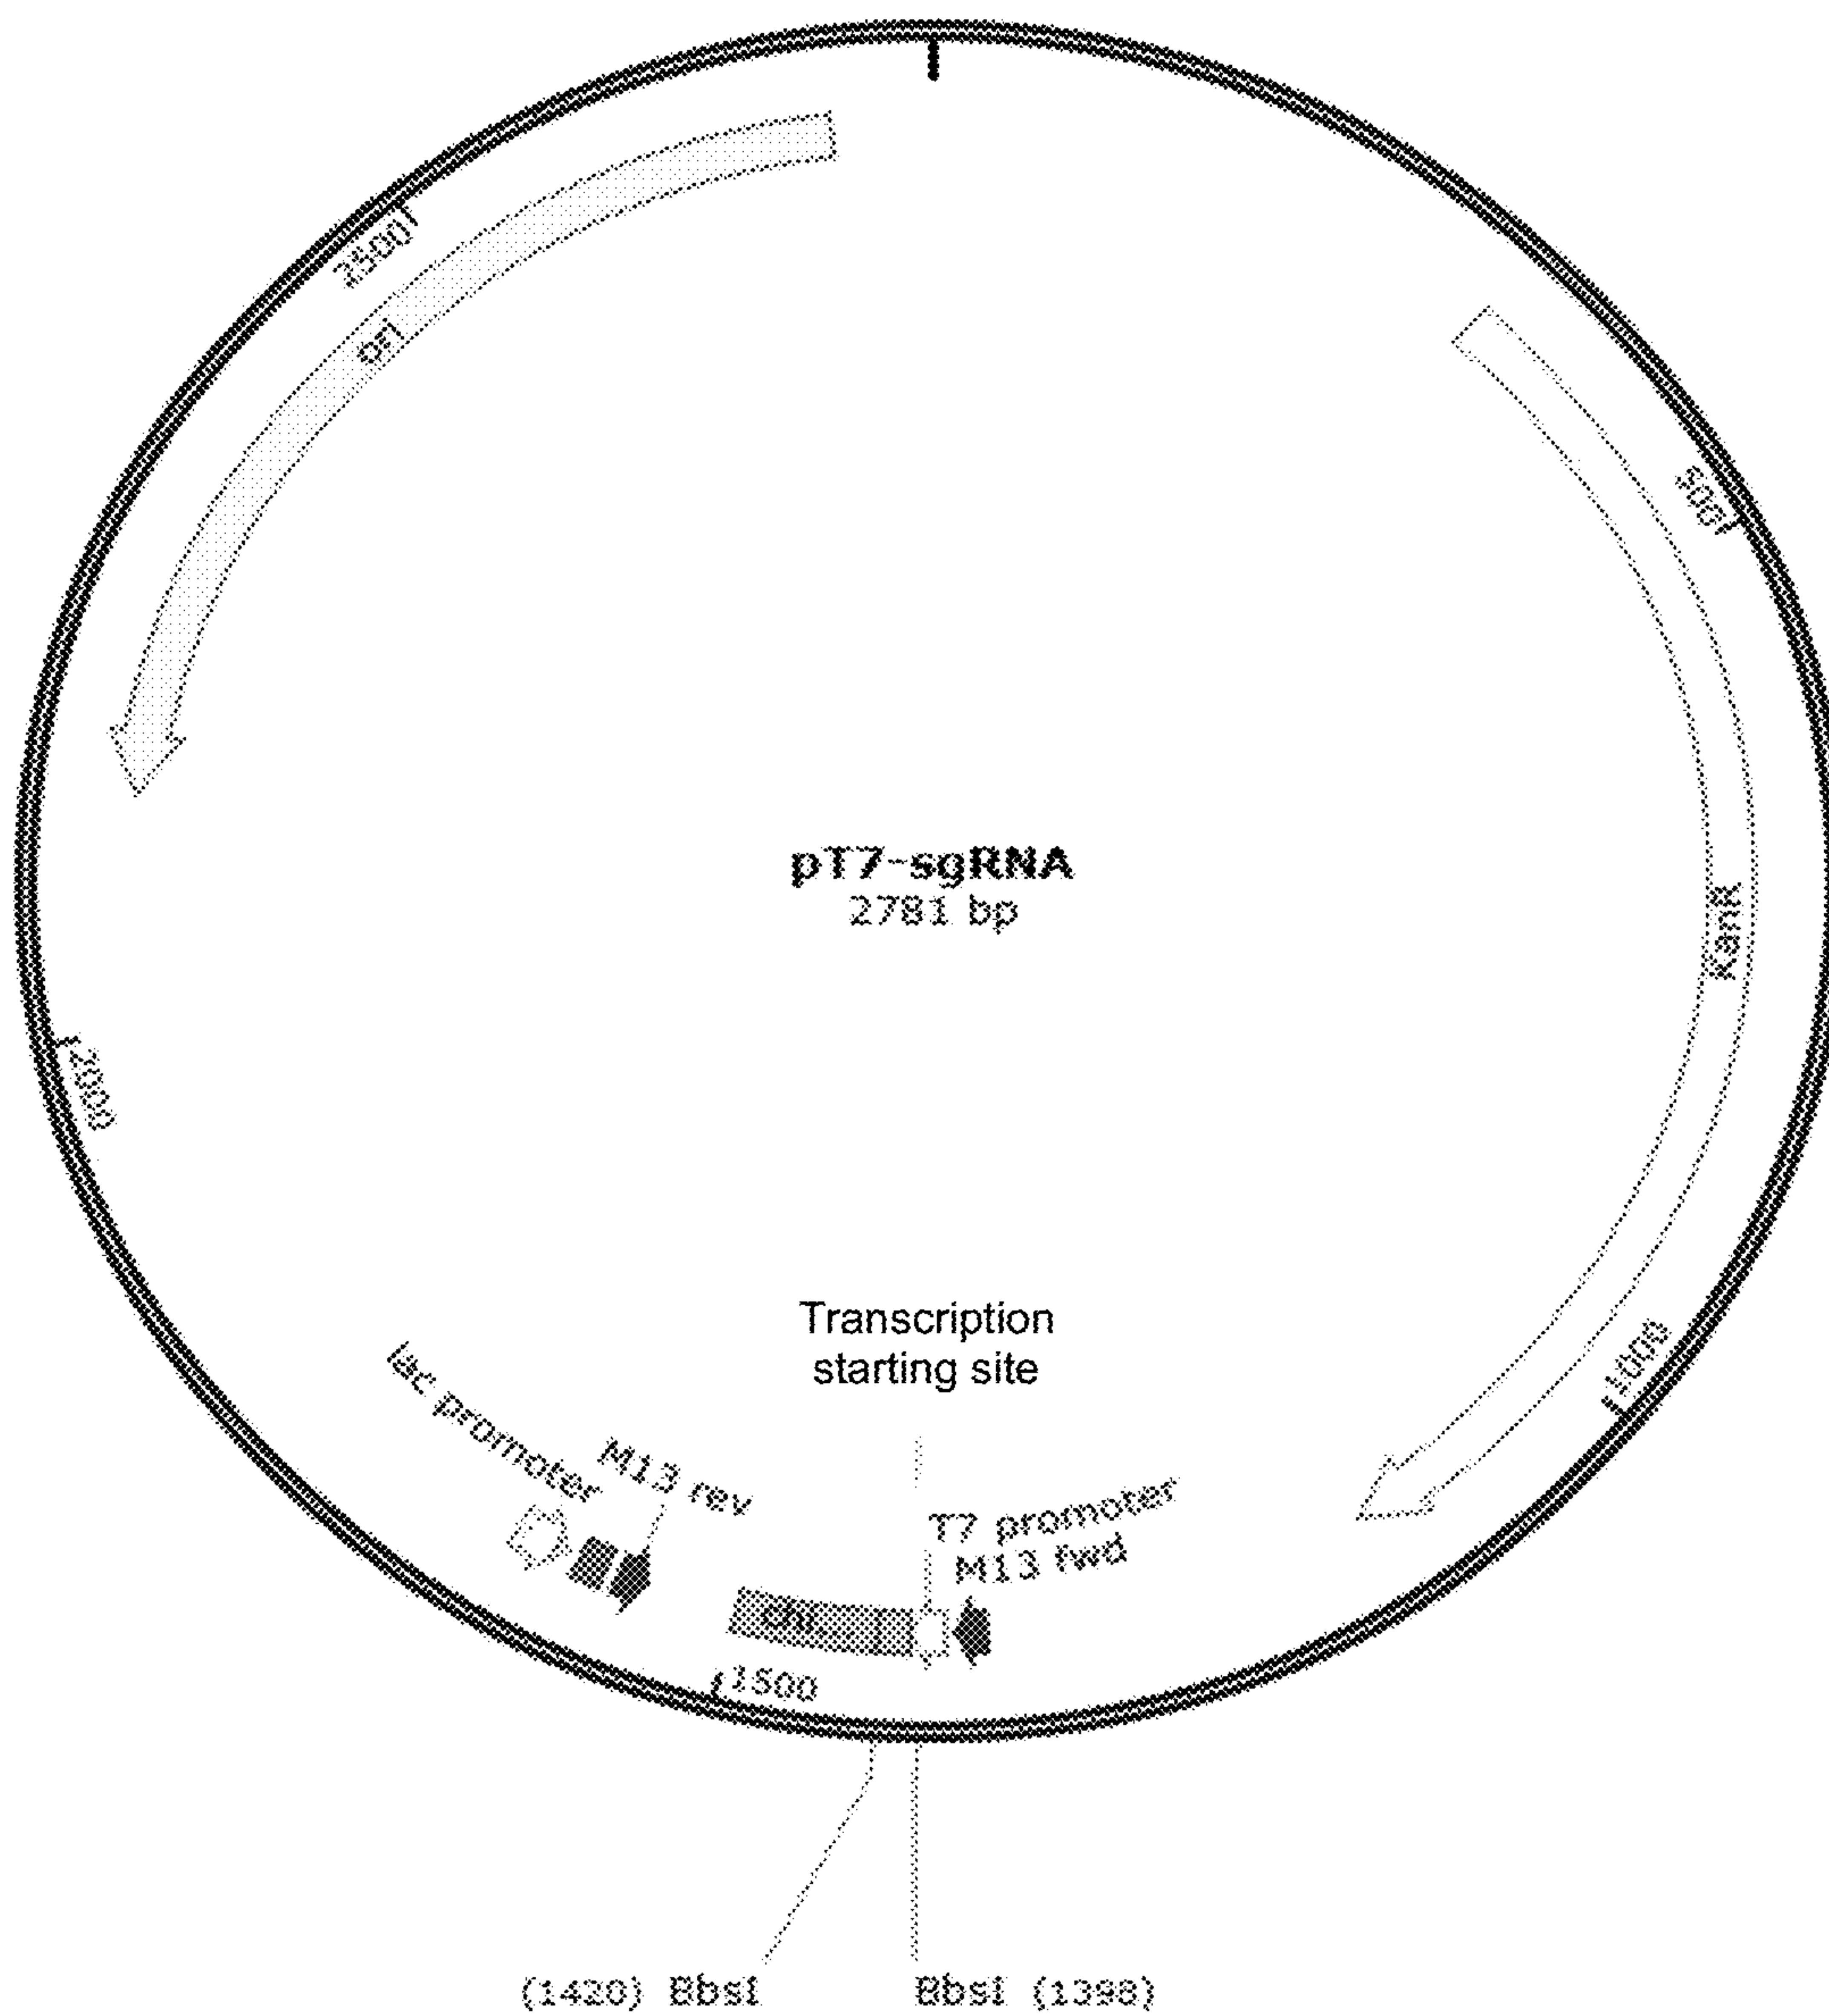 2500
ori
500
pT7-sgRNA
2781 bp
KanR
2000
1000
Transcription
starting site
lac promoter
M13 rev
T7 promoter
M13 fwd
chi
1500
(1420) BbsI
BbsI (1398)